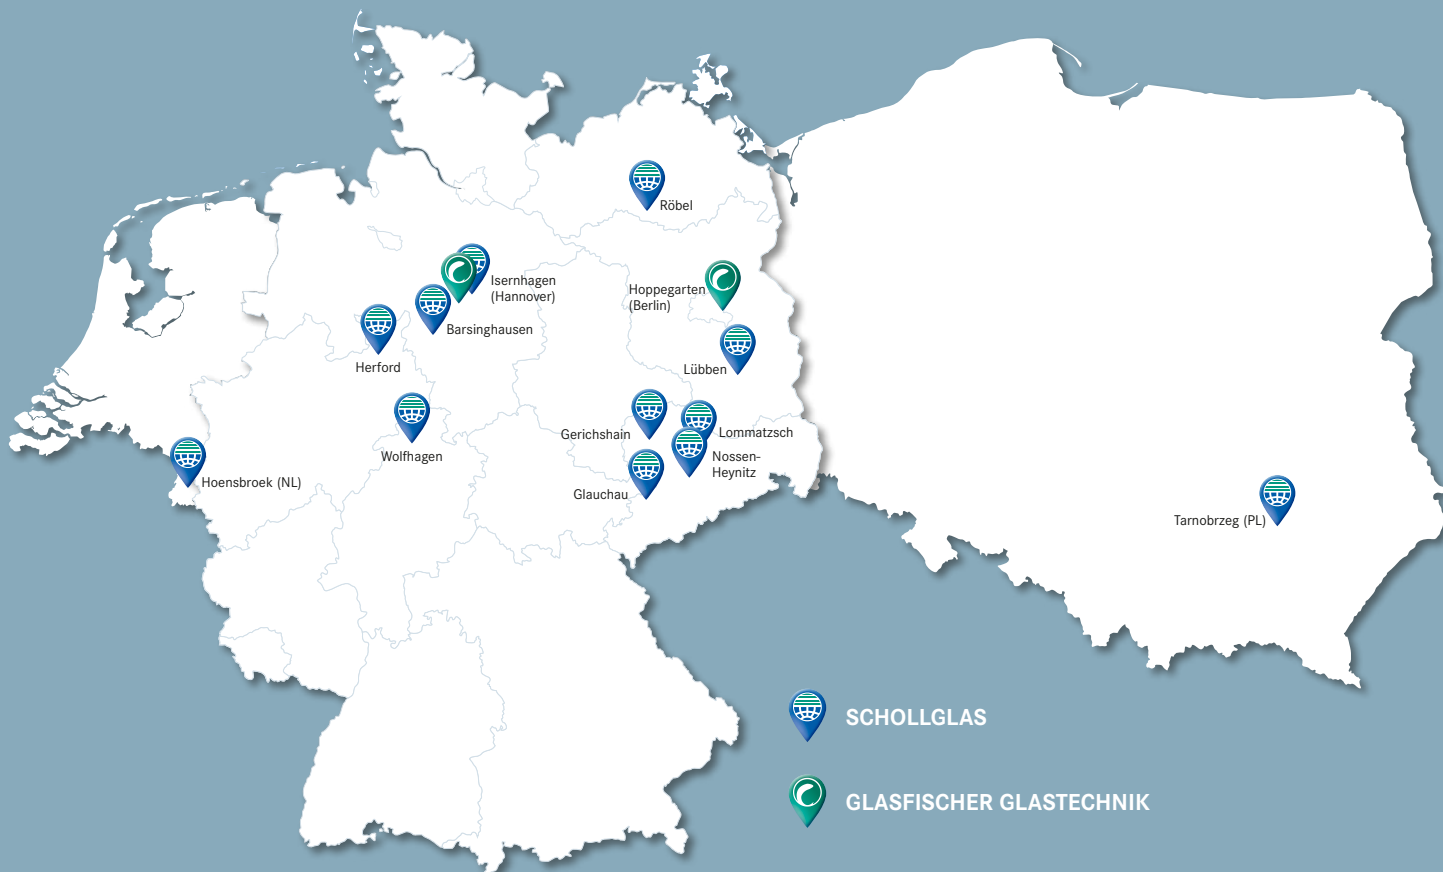 Röbel
Isernhagen
(Hannover)
Hoppegarten
(Berlin)
Barsinghausen
Herford
Lübben
Gerichshain
Lommatzsch
Wolfhagen
Nossen-
Heynitz
Hoensbroek (NL)
Glauchau
Tarnobrzeg (PL)
SCHOLLGLAS
GLASFISCHER GLASTECHNIK